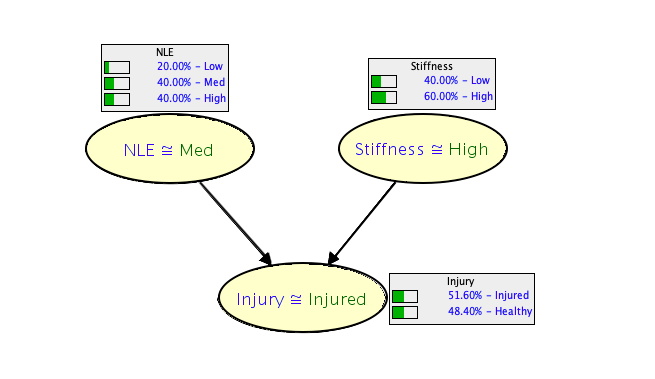 NLE
20.00% – Low
40.00% – Med
40.00% – High
Stiffness
40.00% – Low
60.00% – High
NLE ≅ Med
Stiffness ≅ High
Injury ≅ Injured
Injury
51.60% – Injured
48.40% – Healthy